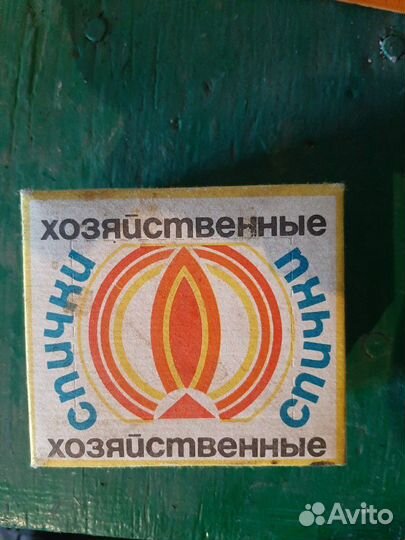 хозяйственные
спички
спички
хозяйственные
Avito